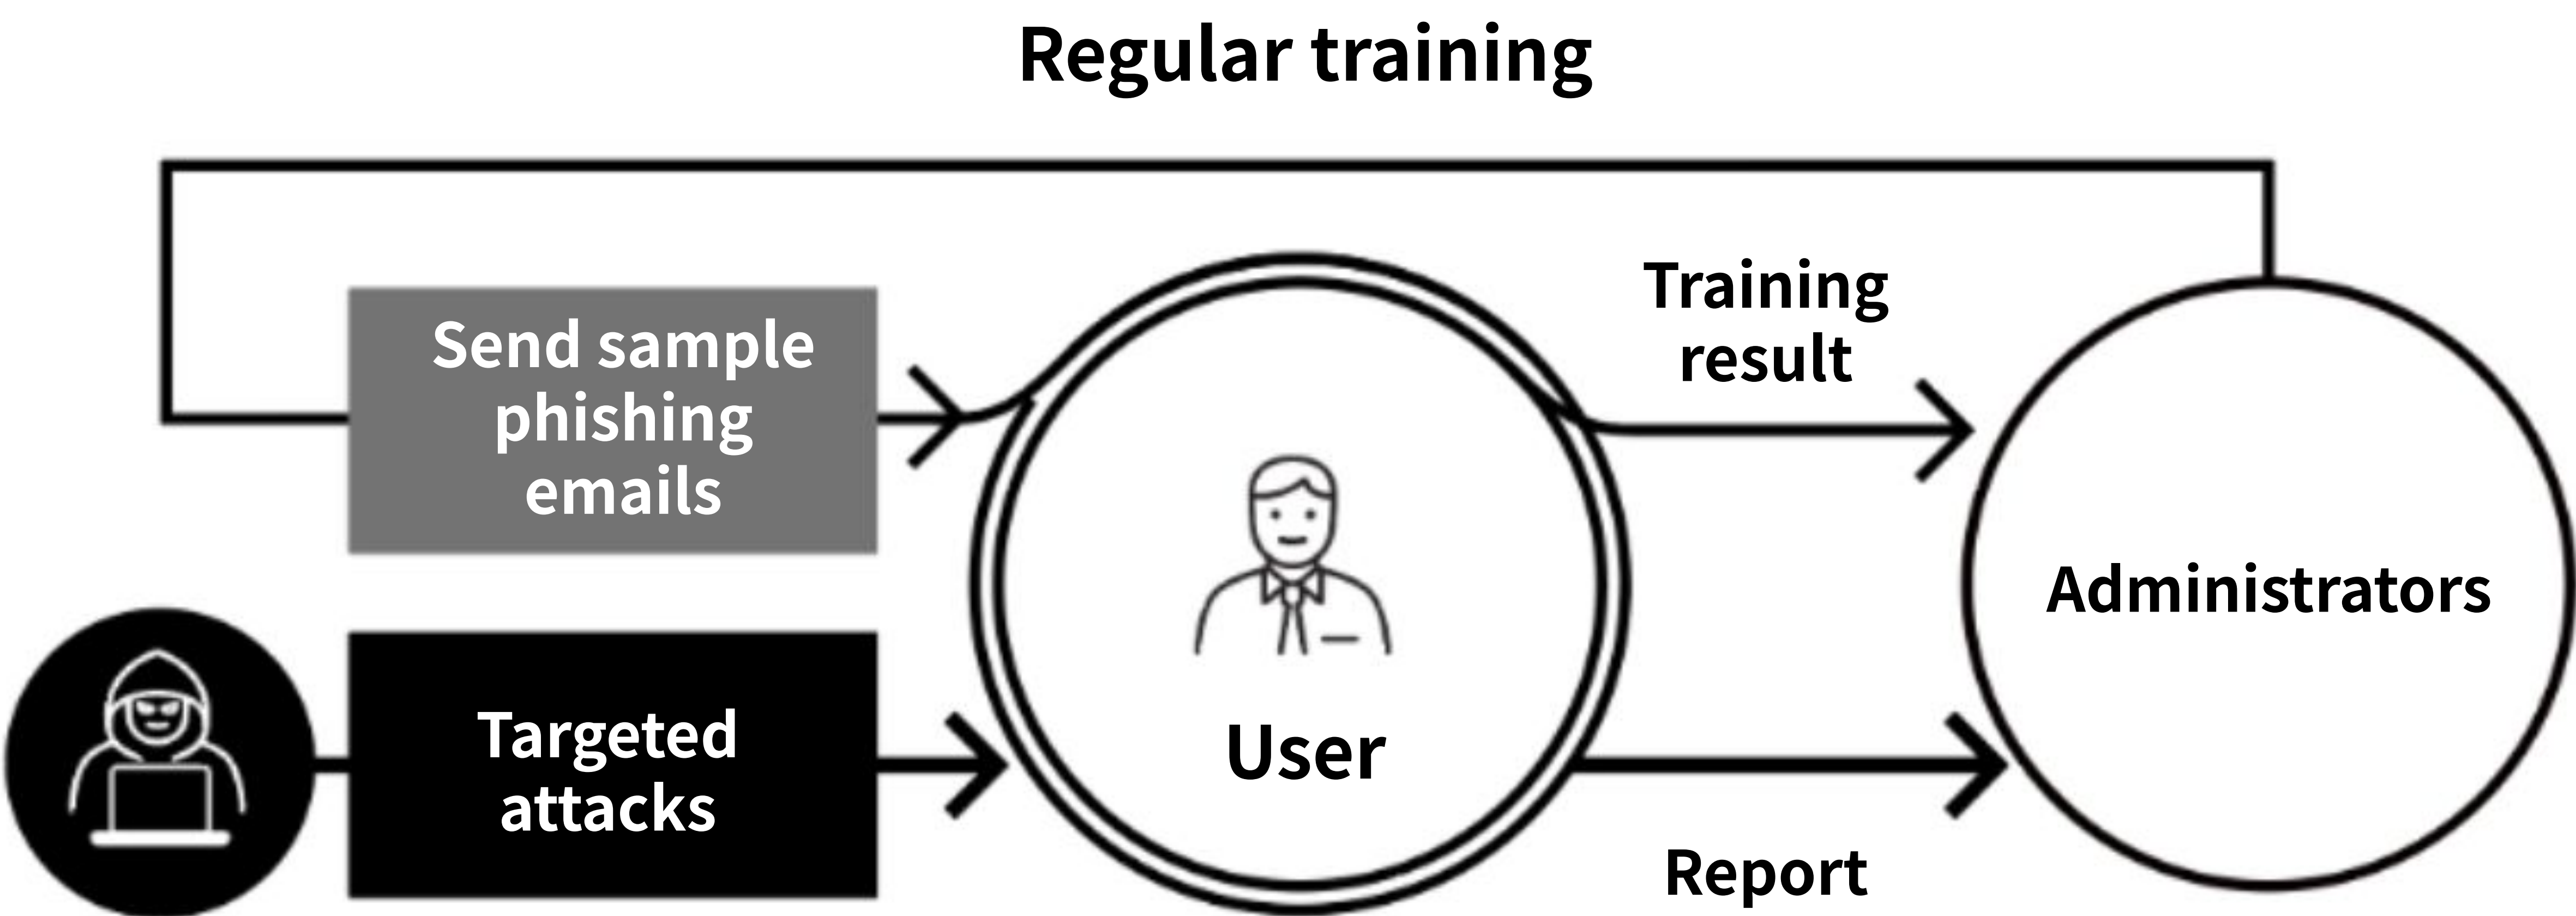 Regular training
Send sample
phishing
emails
Training
result
Targeted
attacks
User
Administrators
Report